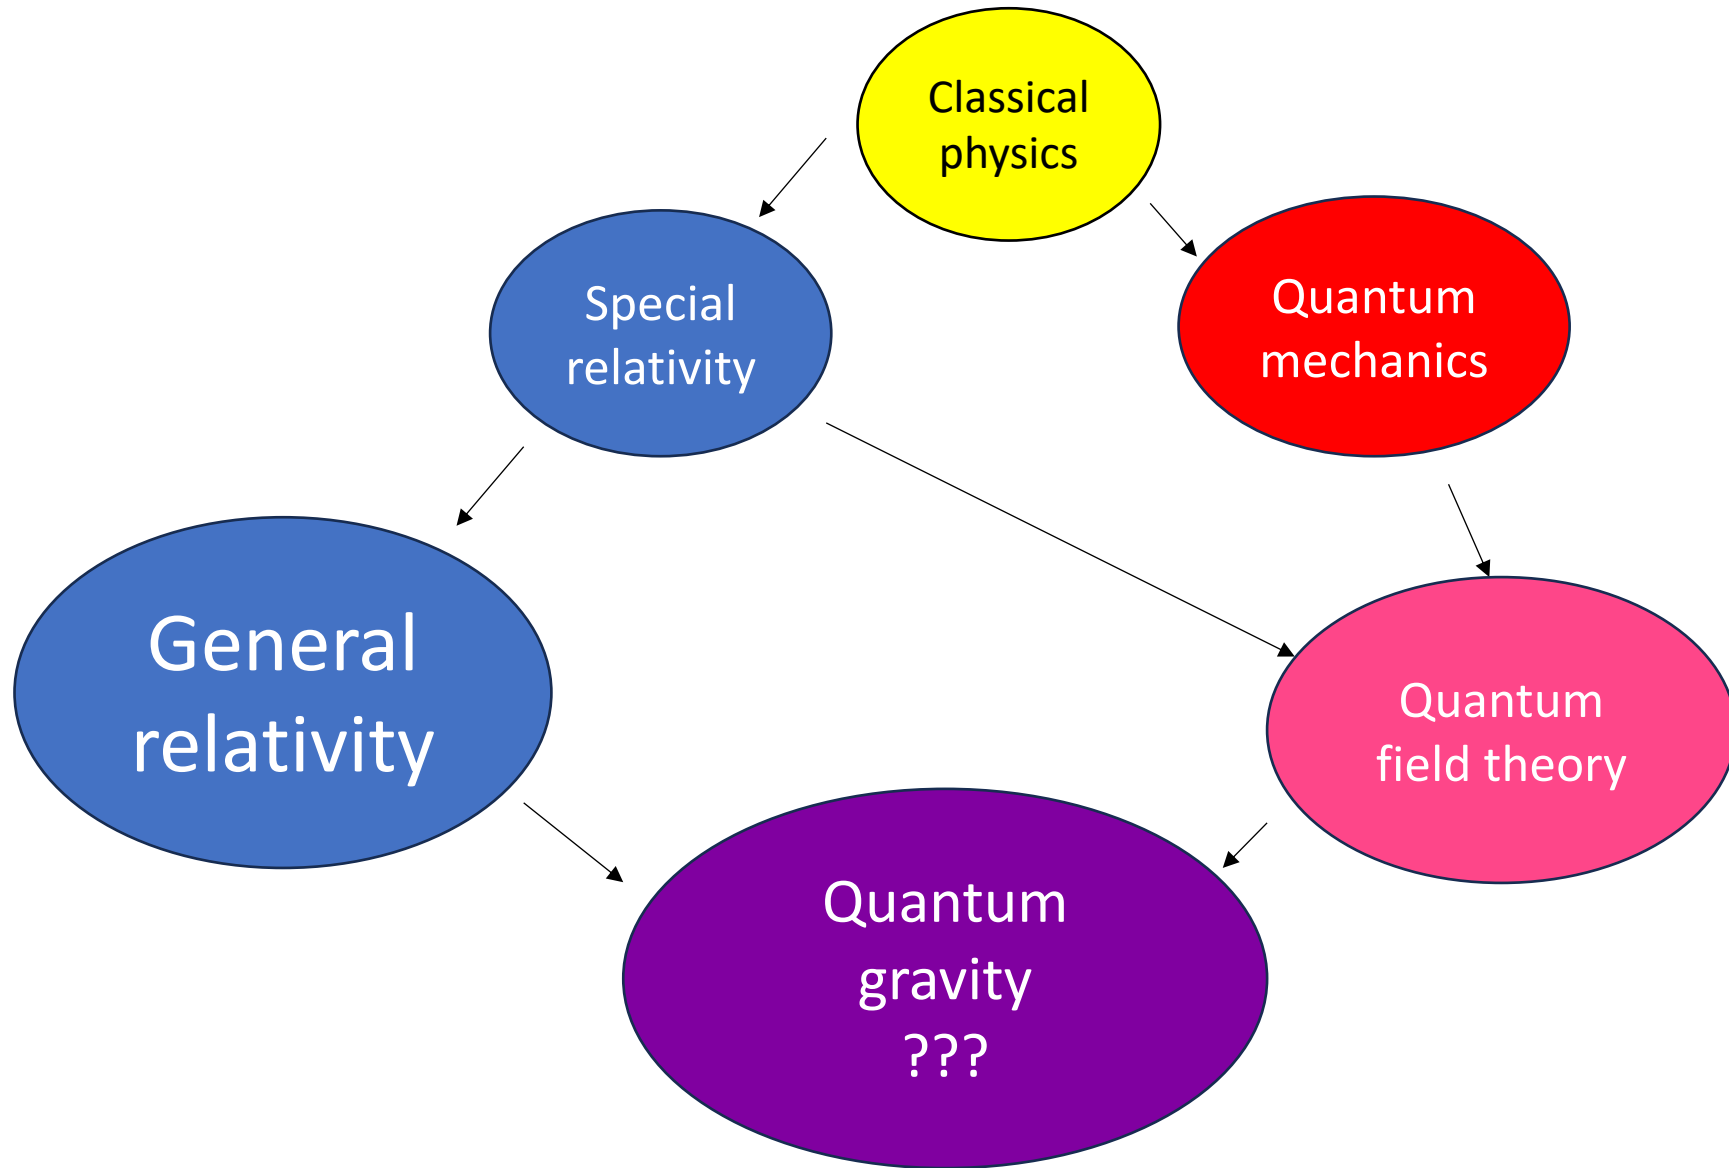 Classical
physics
Special
relativity
Quantum
mechanics
General
relativity
Quantum
field theory
Quantum
gravity
???